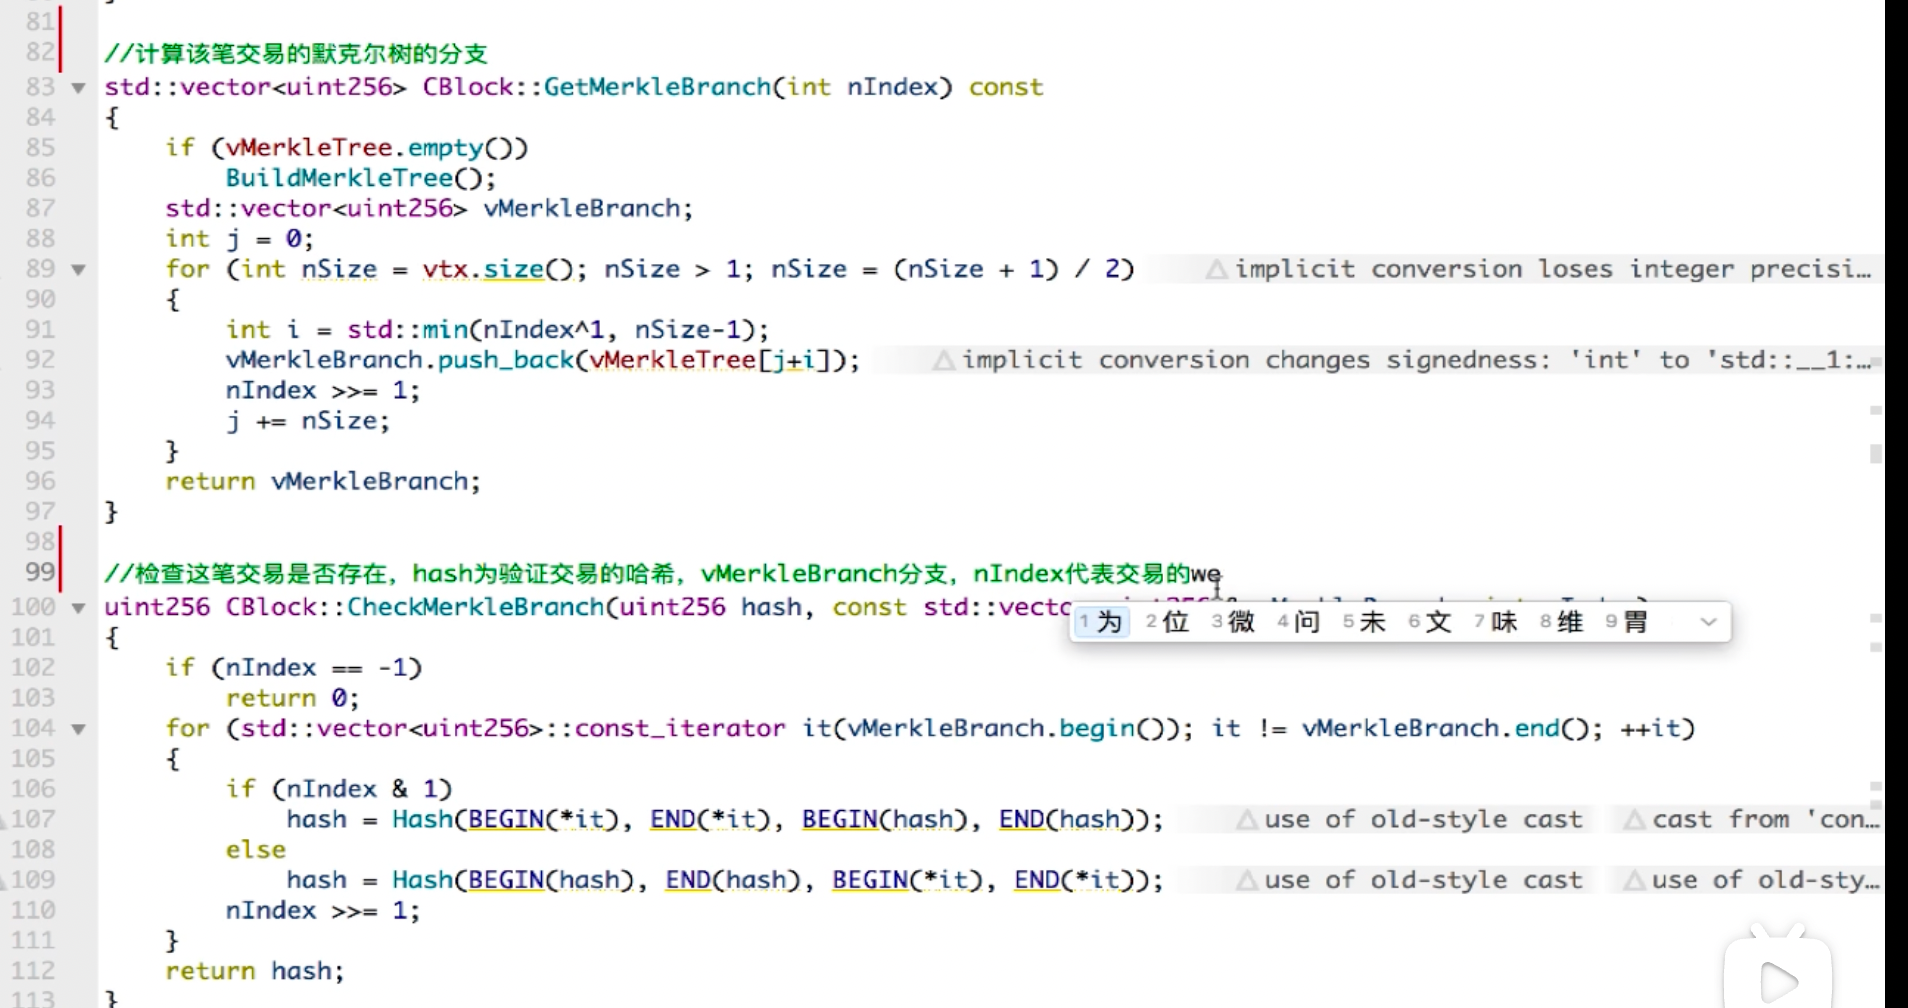 81
82 //计算该笔交易的默克尔树的分支
83 std::vector<uint256> CBlock::GetMerkleBranch(int nIndex) const
84 {
85 if (vMerkleTree.empty())
86 BuildMerkleTree();
87 std::vector<uint256> vMerkleBranch;
88 int j = 0;
89 for (int nSize = vtx.size(); nSize > 1; nSize = (nSize + 1) / 2) implicit conversion loses integer precisi…
90 {
91 int i = std::min(nIndex^1, nSize-1);
92 vMerkleBranch.push_back(vMerkleTree[j+i]); implicit conversion changes signedness: 'int' to 'std::__1:…
93 nIndex >>= 1;
94 j += nSize;
95 }
96 return vMerkleBranch;
97 }
98
99 //检查这笔交易是否存在，hash为验证交易的哈希，vMerkleBranch分支，nIndex代表交易的we
100 uint256 CBlock::CheckMerkleBranch(uint256 hash, const std::vecto
1 为 2 位 3 微 4 问 5 未 6 文 7 味 8 维 9 胃
101 {
102 if (nIndex == -1)
103 return 0;
104 for (std::vector<uint256>::const_iterator it(vMerkleBranch.begin()); it != vMerkleBranch.end(); ++it)
105 {
106 if (nIndex & 1)
107 hash = Hash(BEGIN(*it), END(*it), BEGIN(hash), END(hash)); use of old-style cast cast from 'con…
108 else
109 hash = Hash(BEGIN(hash), END(hash), BEGIN(*it), END(*it)); use of old-style cast use of old-sty…
110 nIndex >>= 1;
111 }
112 return hash;
113 }